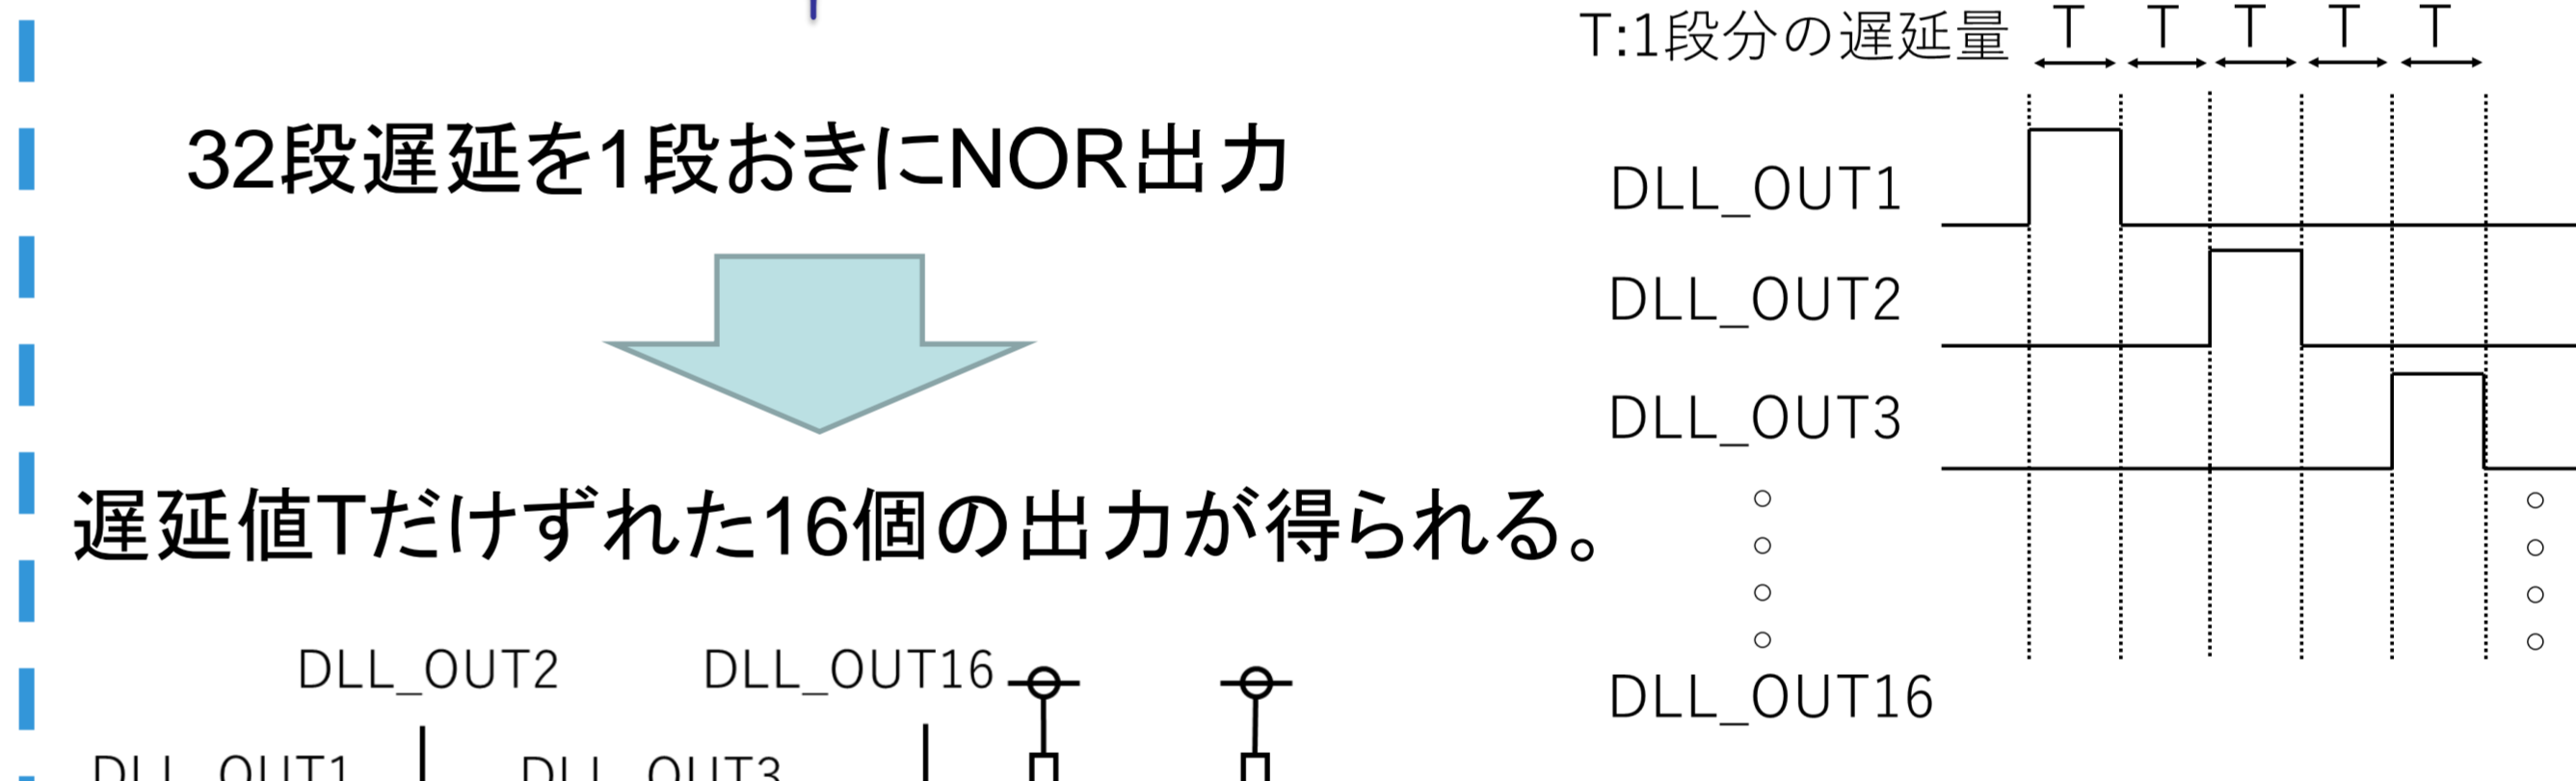 T:1段分の遅延量
T T T T T
32段遅延を1段おきにNOR出力
DLL_OUT1
DLL_OUT2
DLL_OUT3
遅延値Tだけずれた16個の出力が得られる。
DLL_OUT16
DLL_OUT2 DLL_OUT16
DLL_OUT1 DLL_OUT3